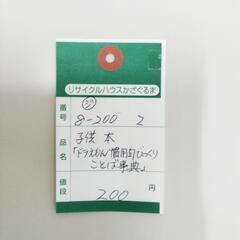 リサイクルハウスかざぐるま
番号 8-200 2
品名 子供 本
「ドラえもん慣用句びっくり
ことば事典」
値段 200 円